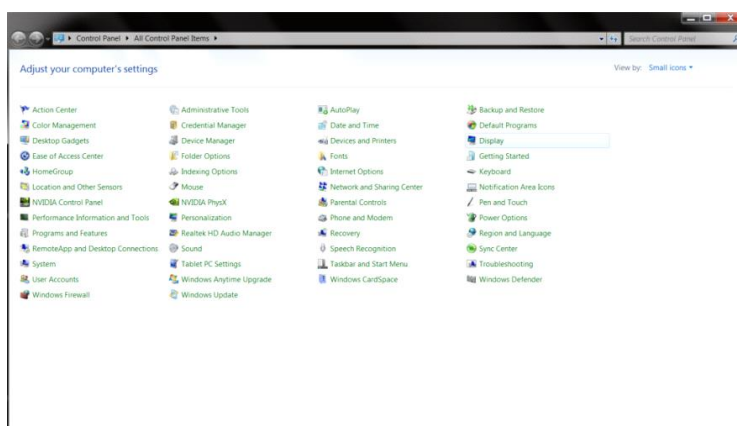 Control Panel ▸ All Control Panel Items ▸
Search Control Panel
Adjust your computer's settings
View by: Small icons
Action Center
Administrative Tools
AutoPlay
Backup and Restore
Color Management
Credential Manager
Date and Time
Default Programs
Desktop Gadgets
Device Manager
Devices and Printers
Display
Ease of Access Center
Folder Options
Fonts
Getting Started
HomeGroup
Indexing Options
Internet Options
Keyboard
Location and Other Sensors
Mouse
Network and Sharing Center
Notification Area Icons
NVIDIA Control Panel
NVIDIA PhysX
Parental Controls
Pen and Touch
Performance Information and Tools
Personalization
Phone and Modem
Power Options
Programs and Features
Realtek HD Audio Manager
Recovery
Region and Language
RemoteApp and Desktop Connections
Sound
Speech Recognition
Sync Center
System
Tablet PC Settings
Taskbar and Start Menu
Troubleshooting
User Accounts
Windows Anytime Upgrade
Windows CardSpace
Windows Defender
Windows Firewall
Windows Update